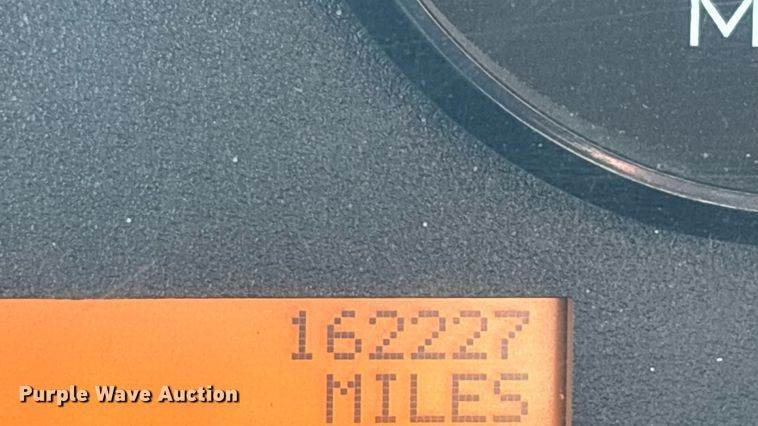 M
162227
MILES
Purple Wave Auction